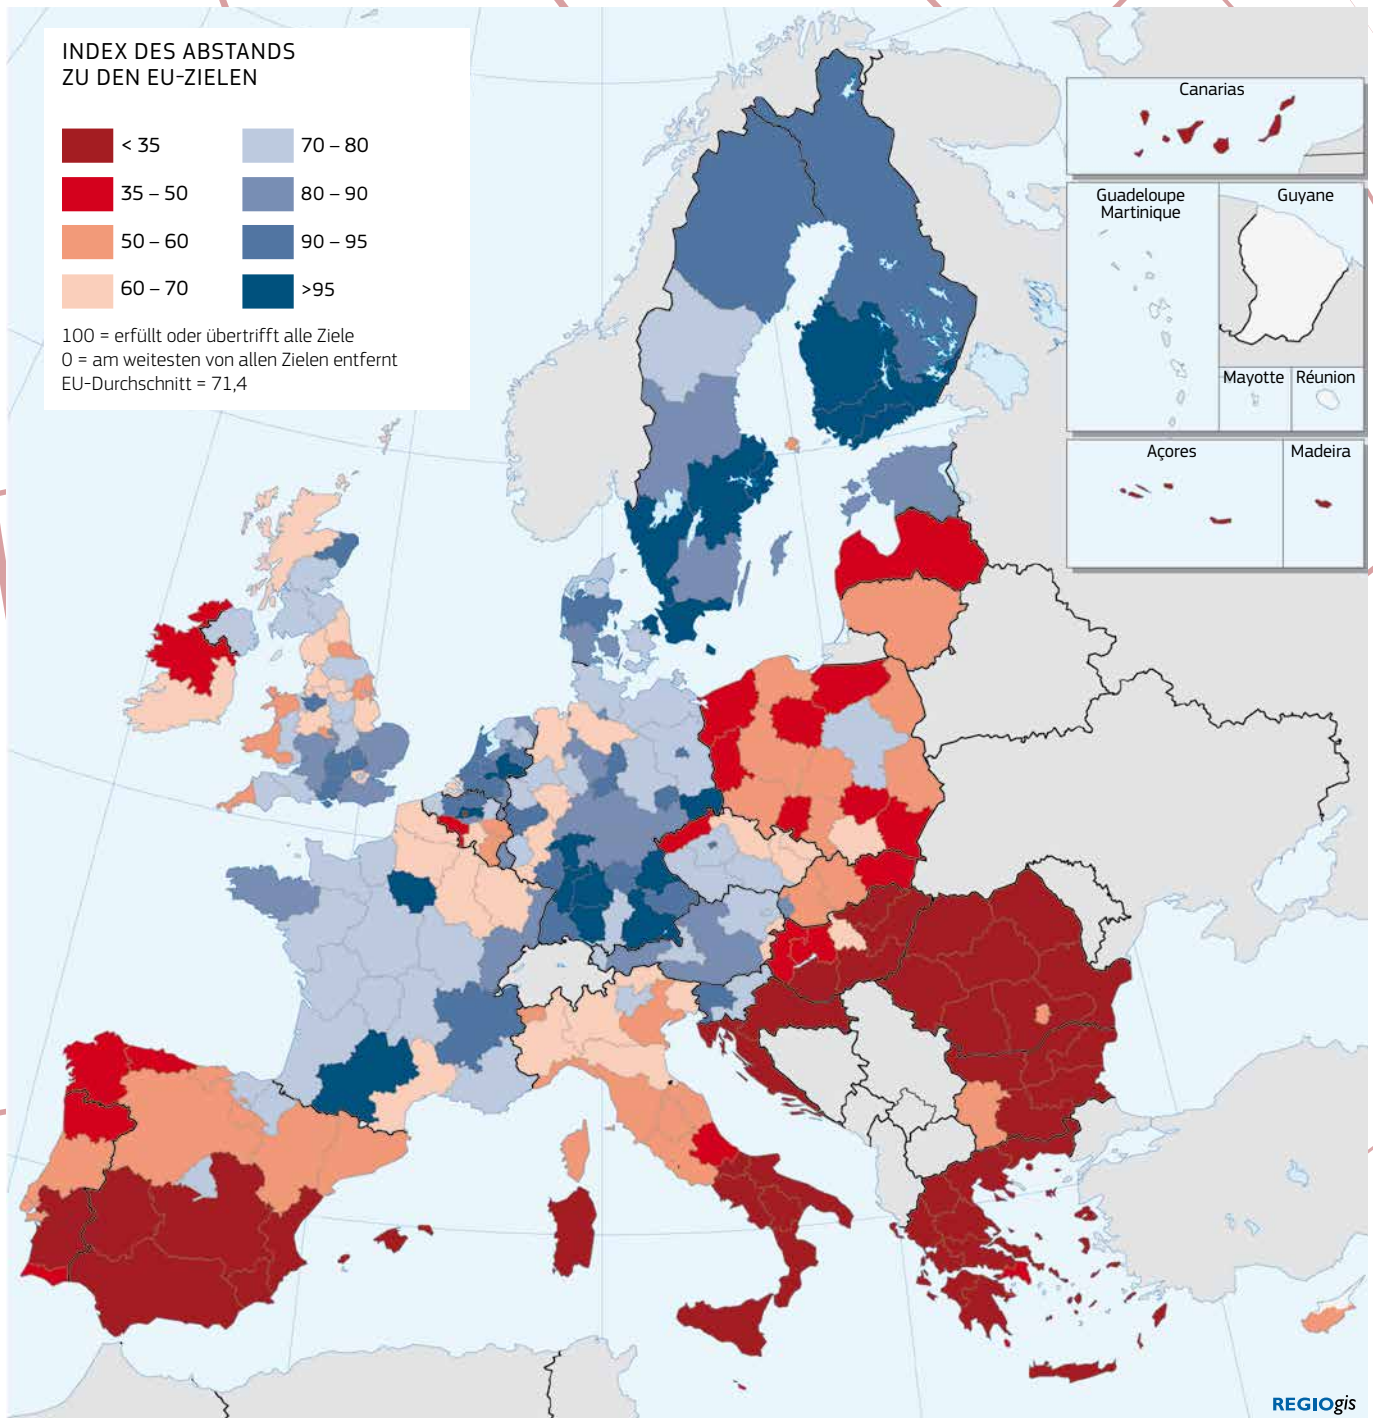 INDEX DES ABSTANDS
ZU DEN EU-ZIELEN
< 35
35 – 50
50 – 60
60 – 70
70 – 80
80 – 90
90 – 95
>95
100 = erfüllt oder übertrifft alle Ziele
0 = am weitesten von allen Zielen entfernt
EU-Durchschnitt = 71,4
Canarias
Guadeloupe
Martinique
Guyane
Mayotte
Réunion
Açores
Madeira
REGIOgis